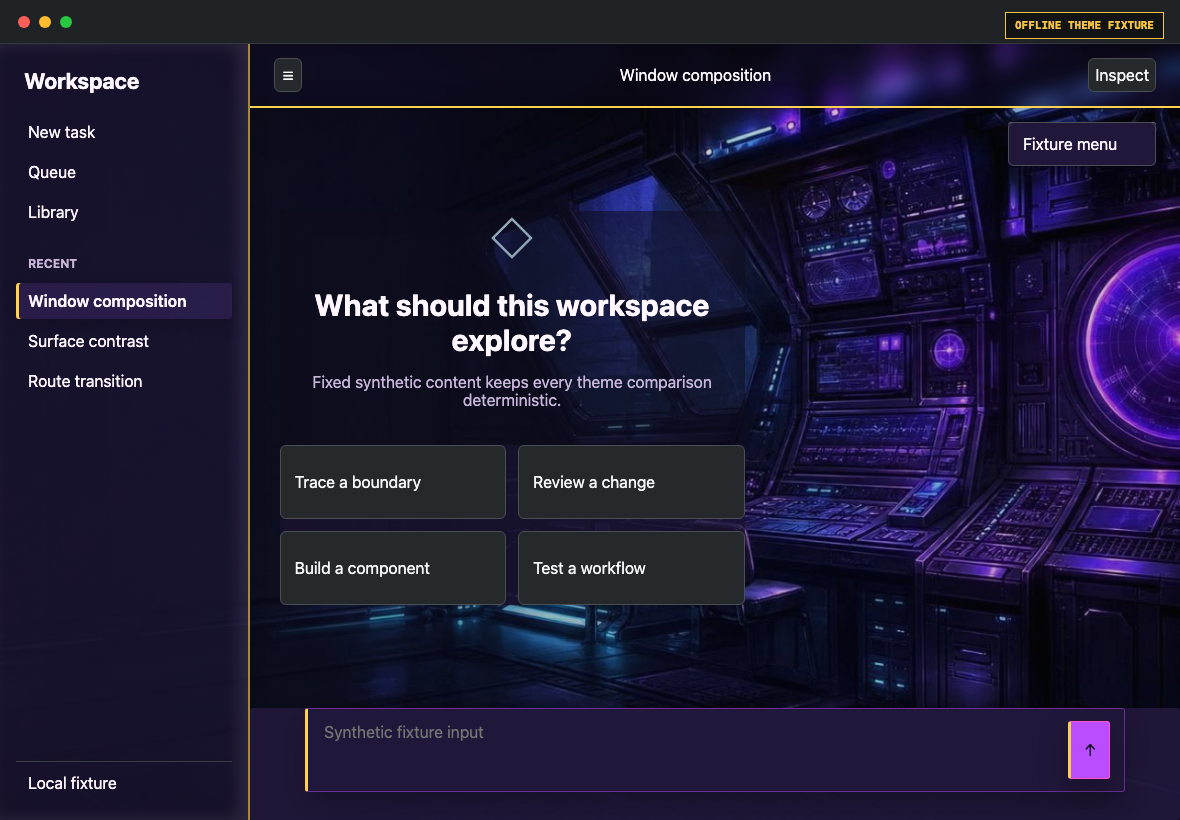 OFFLINE THEME FIXTURE
Workspace
New task
Queue
Library
RECENT
Window composition
Surface contrast
Route transition
Local fixture
Window composition
Inspect
Fixture menu
What should this workspace
explore?
Fixed synthetic content keeps every theme comparison
deterministic.
Trace a boundary
Review a change
Build a component
Test a workflow
Synthetic fixture input